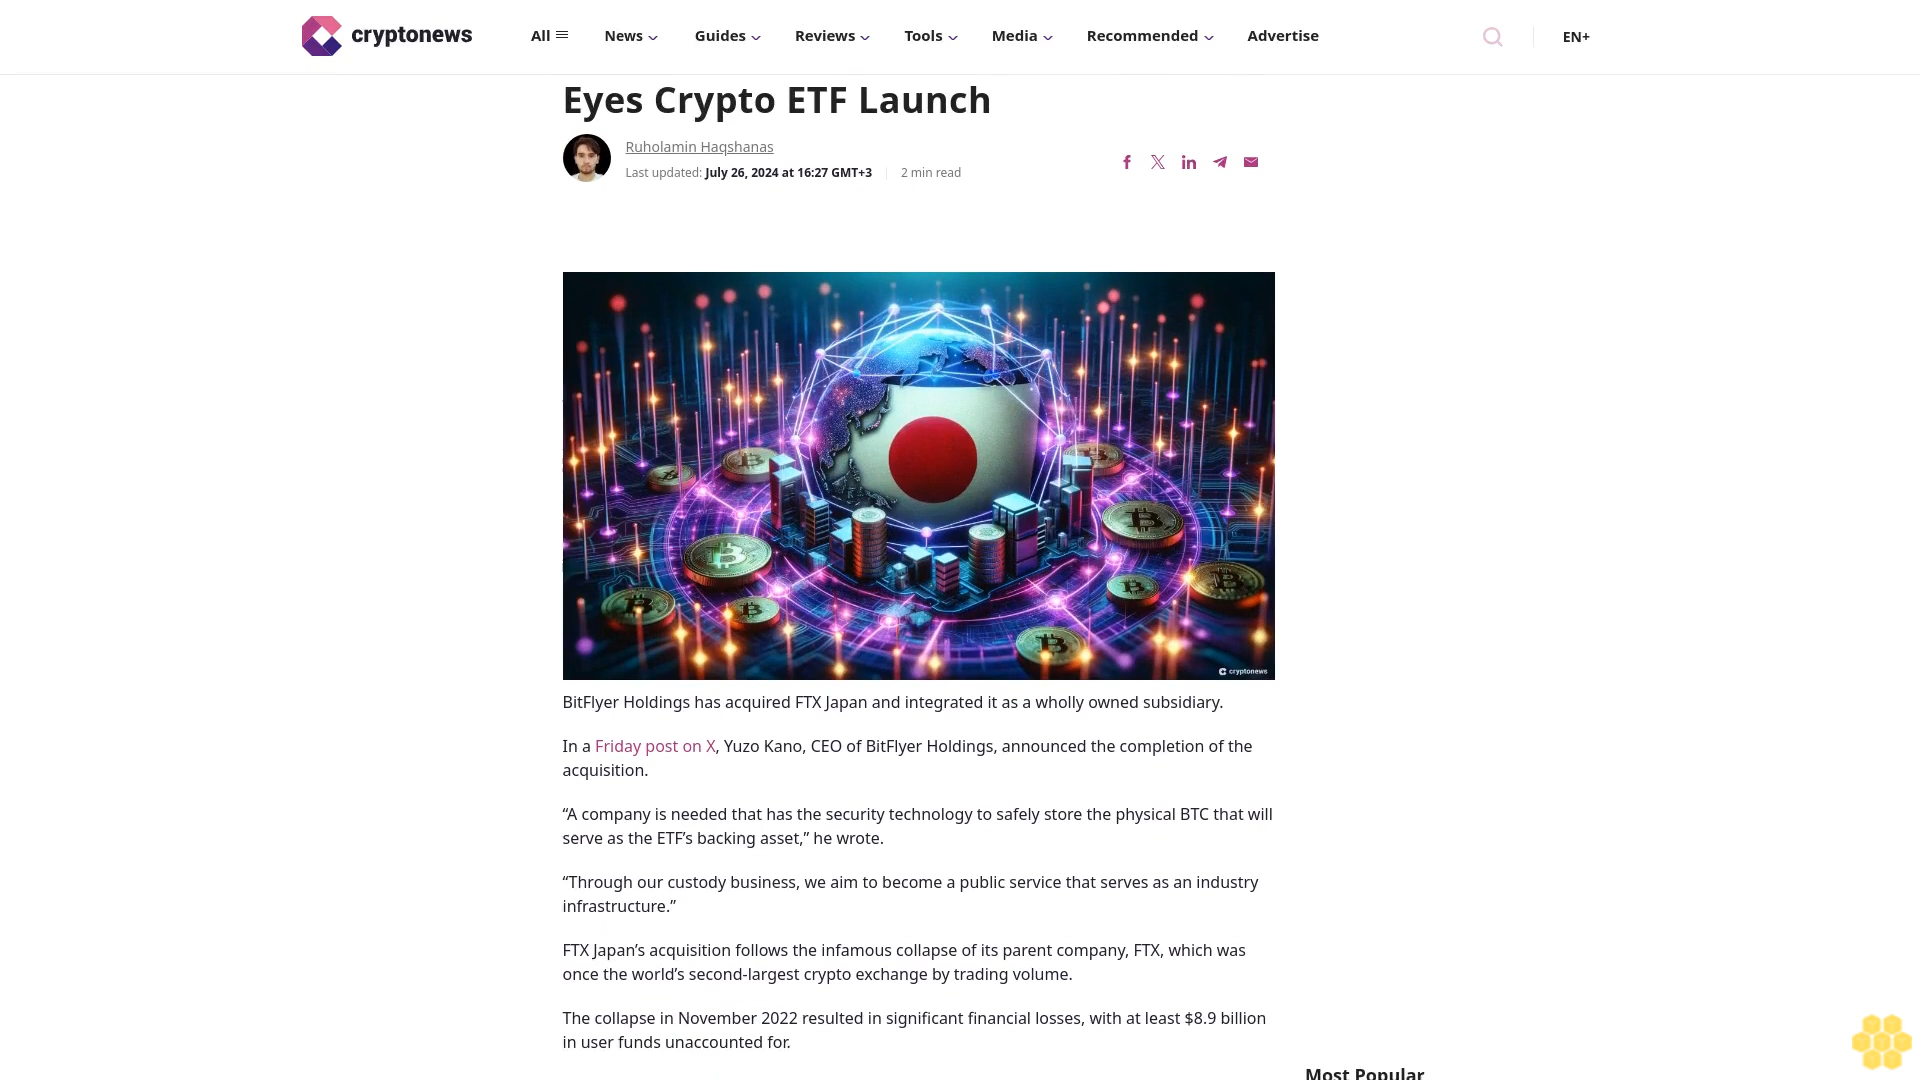 cryptonews
All
News
Guides
Reviews
Tools
Media
Recommended
Advertise
EN+
Eyes Crypto ETF Launch
Ruholamin Haqshanas
Last updated: July 26, 2024 at 16:27 GMT+3
2 min read
cryptonews
BitFlyer Holdings has acquired FTX Japan and integrated it as a wholly owned subsidiary.
In a Friday post on X, Yuzo Kano, CEO of BitFlyer Holdings, announced the completion of the
acquisition.
“A company is needed that has the security technology to safely store the physical BTC that will
serve as the ETF’s backing asset,” he wrote.
“Through our custody business, we aim to become a public service that serves as an industry
infrastructure.”
FTX Japan’s acquisition follows the infamous collapse of its parent company, FTX, which was
once the world’s second-largest crypto exchange by trading volume.
The collapse in November 2022 resulted in significant financial losses, with at least $8.9 billion
in user funds unaccounted for.
Most Popular